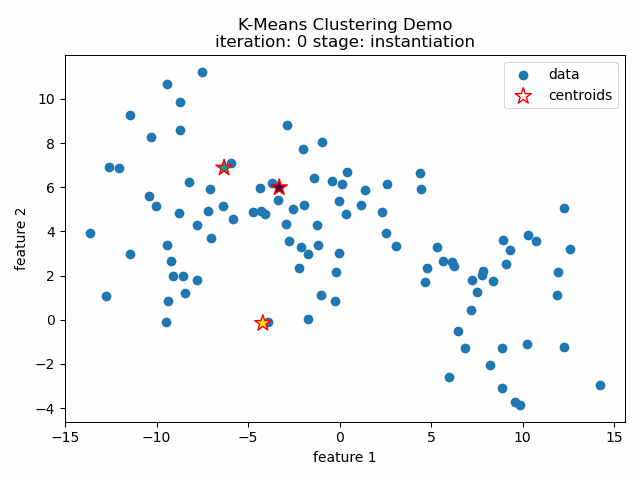 K-Means Clustering Demo
iteration: 0 stage: instantiation
data
centroids
10
8
6
4
2
0
−2
−4
feature 2
−15
−10
−5
0
5
10
15
feature 1